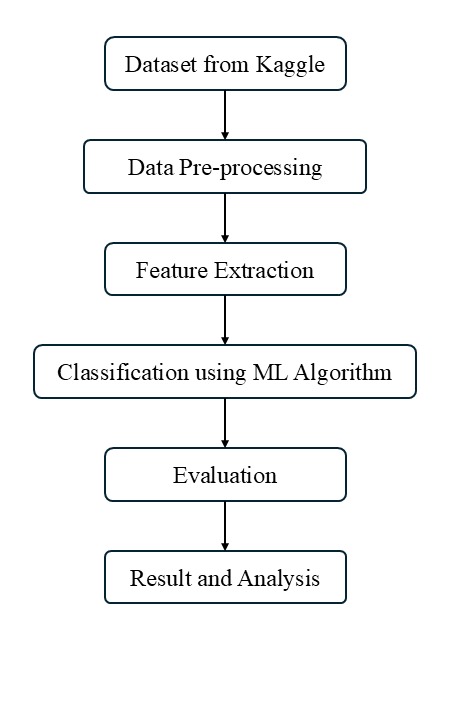 Dataset from Kaggle
Data Pre-processing
Feature Extraction
Classification using ML Algorithm
Evaluation
Result and Analysis